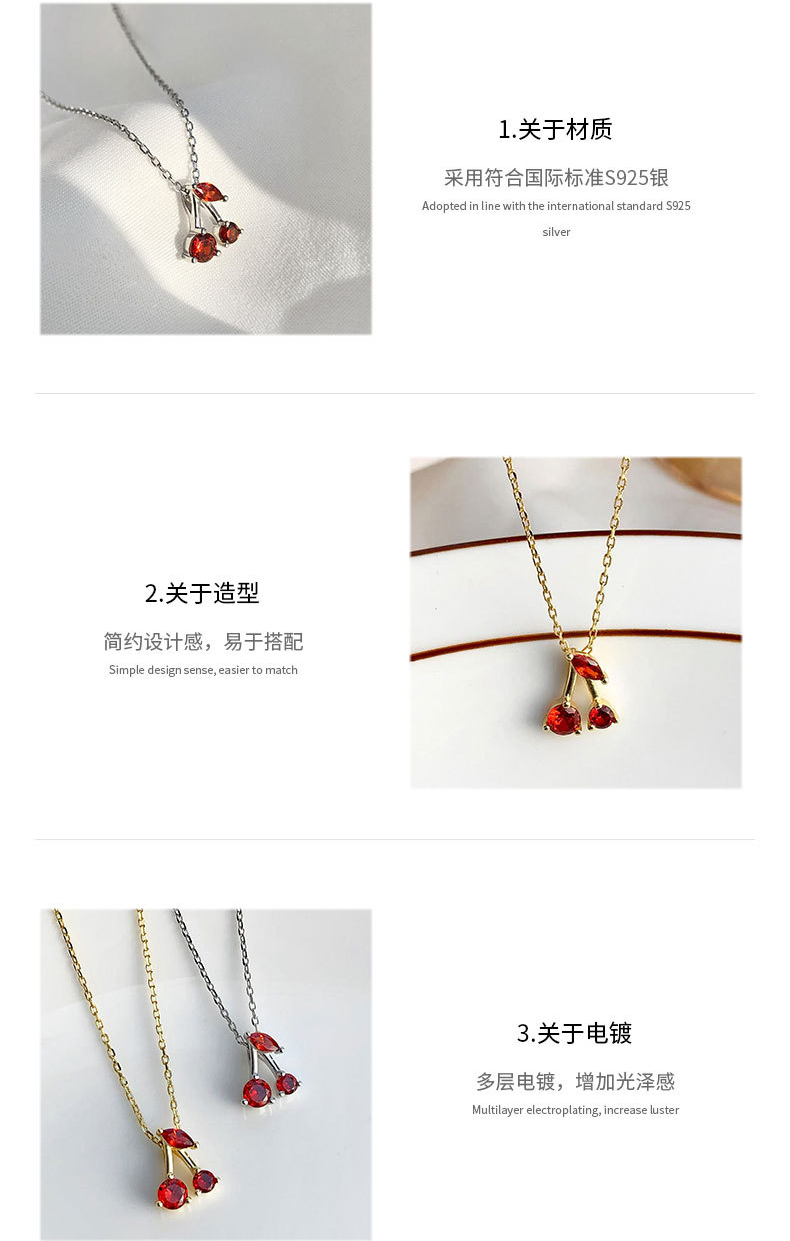 1.关于材质
采用符合国际标准S925银
Adopted in line with the international standard S925
silver
2.关于造型
简约设计感，易于搭配
Simple design sense, easier to match
3.关于电镀
多层电镀，增加光泽感
Multilayer electroplating, increase luster